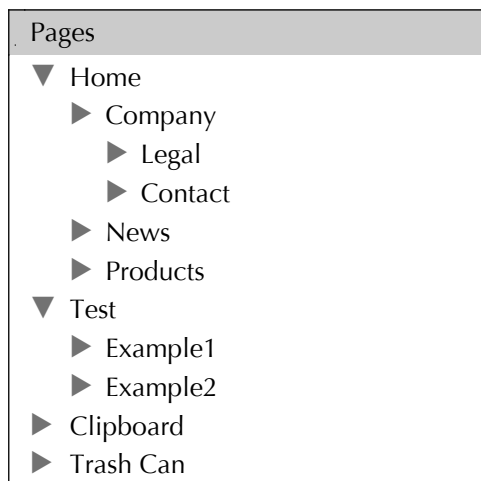 Pages
Home
Company
Legal
Contact
News
Products
Test
Example1
Example2
Clipboard
Trash Can